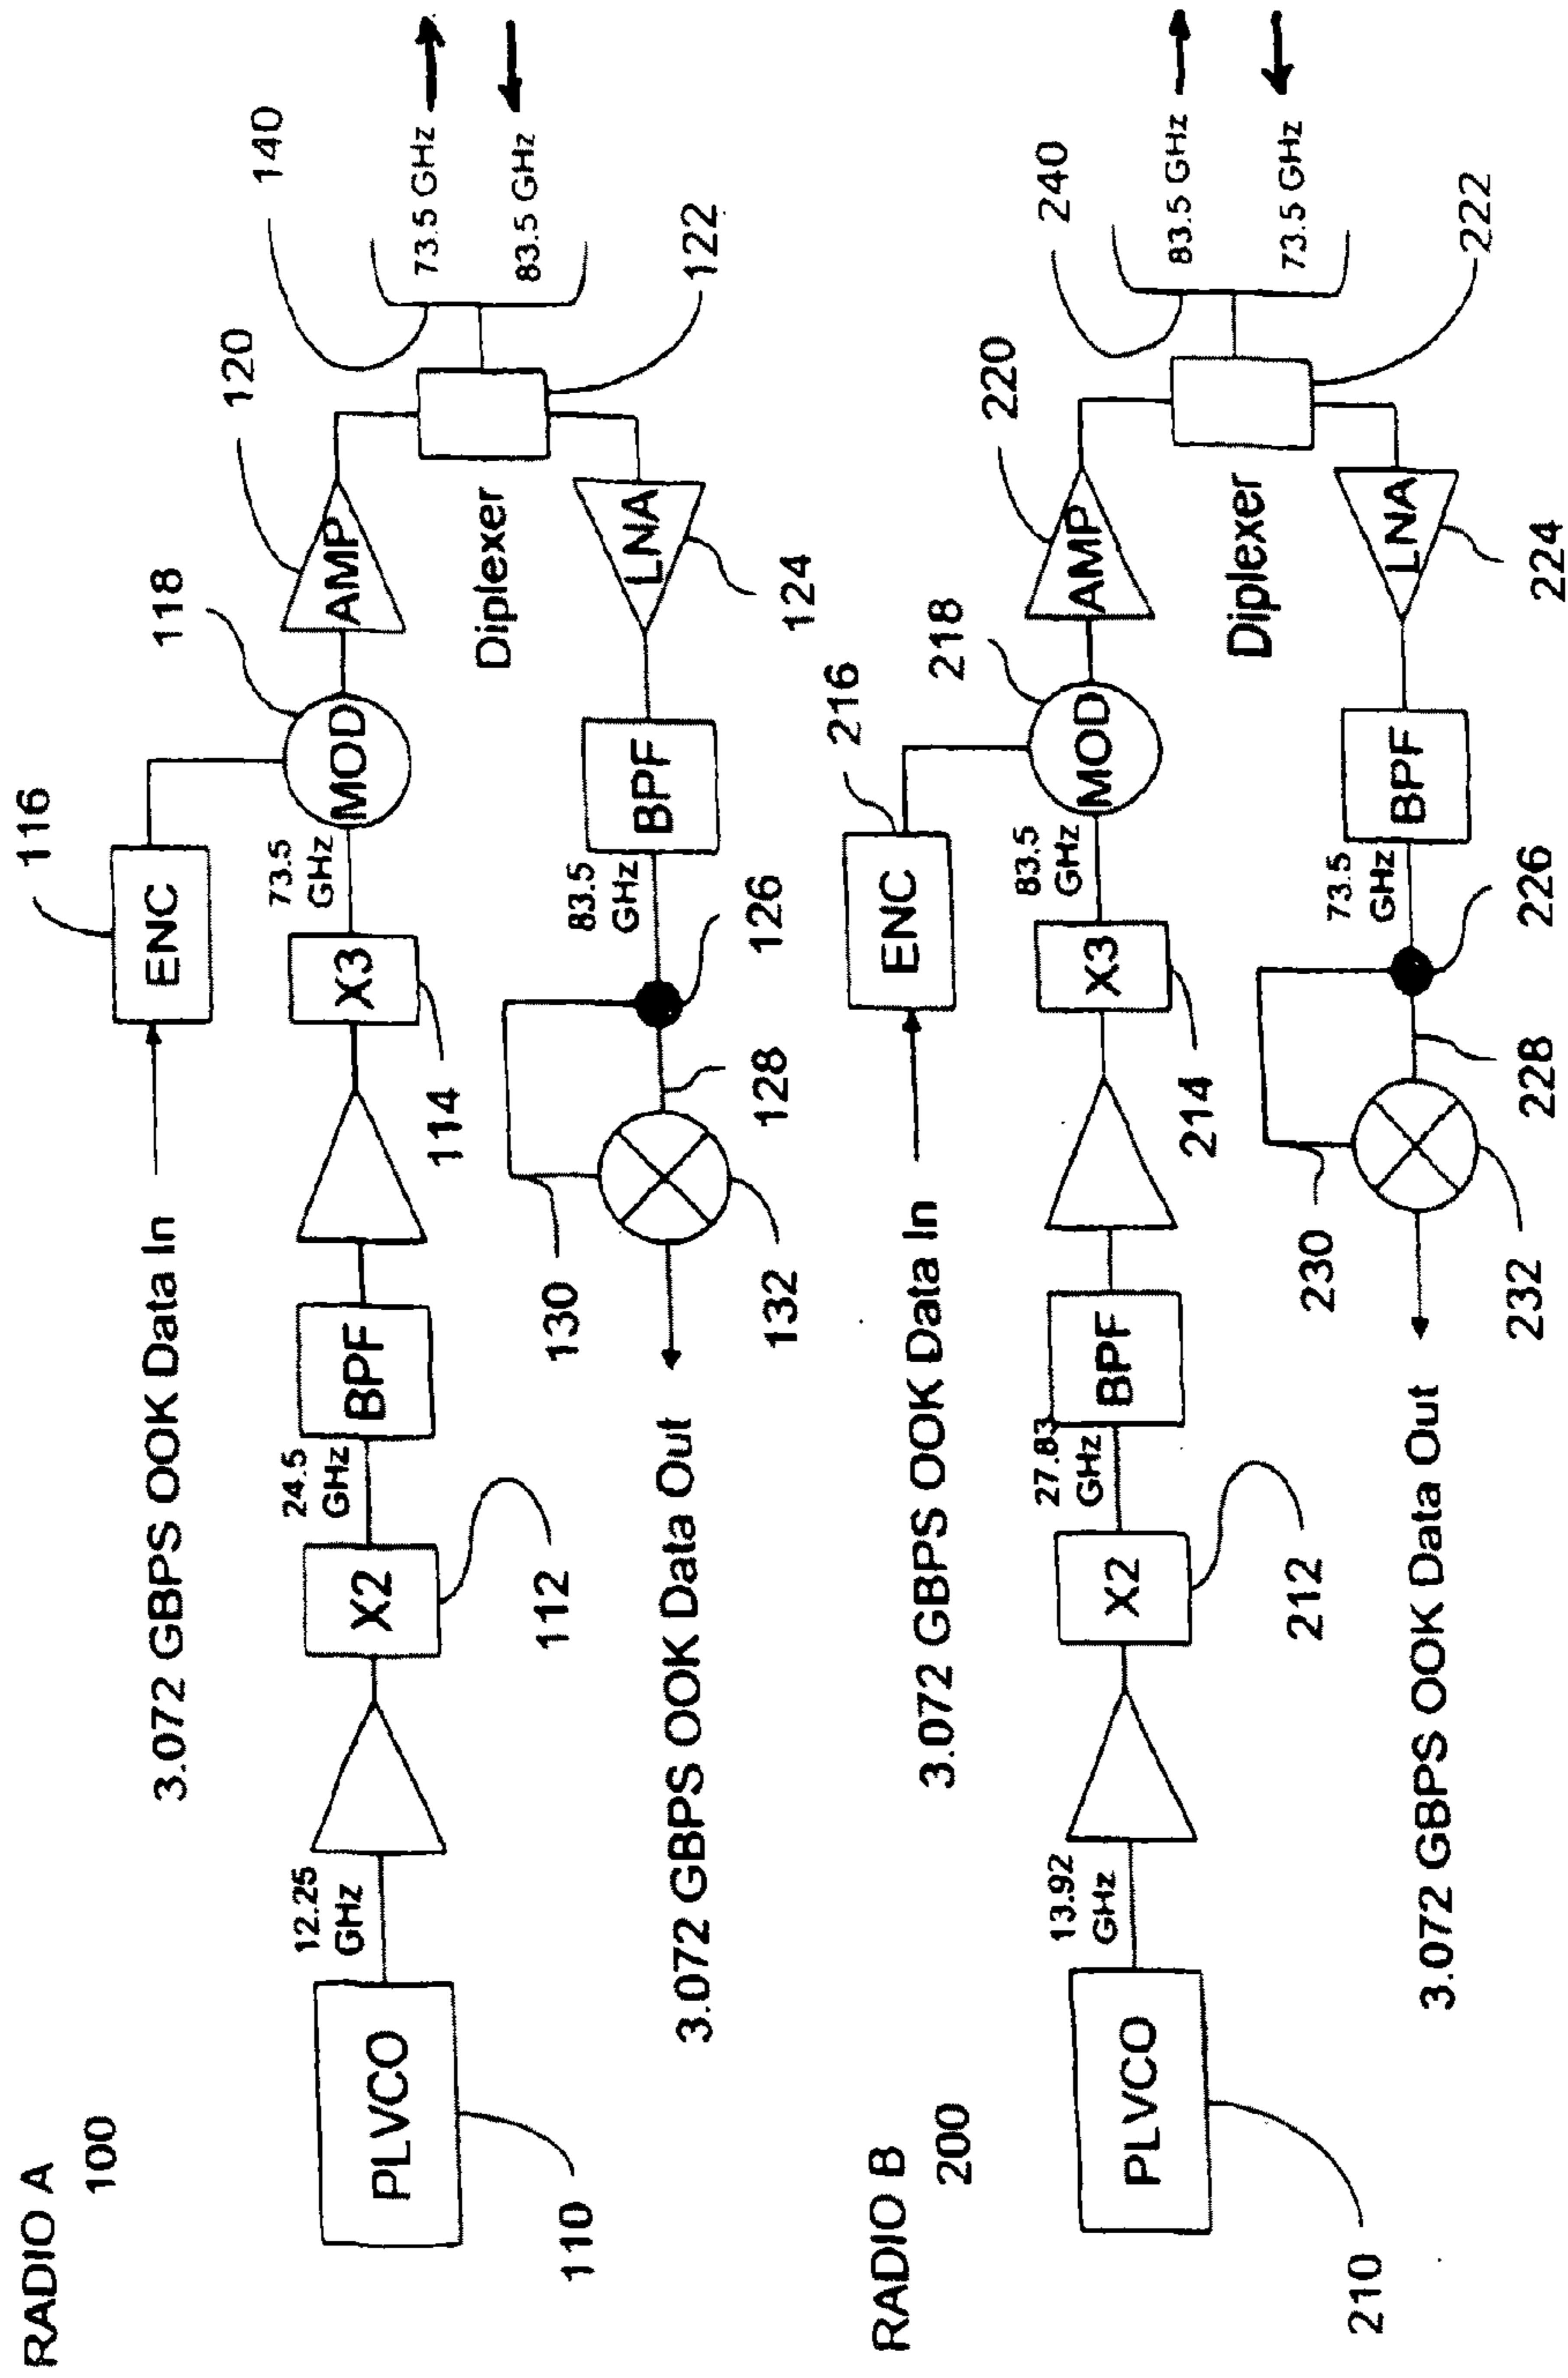 RADIO A
100
3.072 GBPS OOK Data In
116
ENC
118
120
140
PLVCO
110
12.25
GHz
X2
112
24.5
GHz
BPF
X3
114
73.5
GHz
MOD
AMP
Diplexer
122
73.5 GHz
83.5 GHz
3.072 GBPS OOK Data Out
132
130
128
126
83.5
GHz
BPF
LNA
124
RADIO B
200
3.072 GBPS OOK Data In
216
ENC
218
220
240
PLVCO
210
13.92
GHz
X2
212
27.83
GHz
BPF
X3
214
83.5
GHz
MOD
AMP
Diplexer
222
83.5 GHz
73.5 GHz
3.072 GBPS OOK Data Out
232
230
228
226
73.5
GHz
BPF
LNA
224